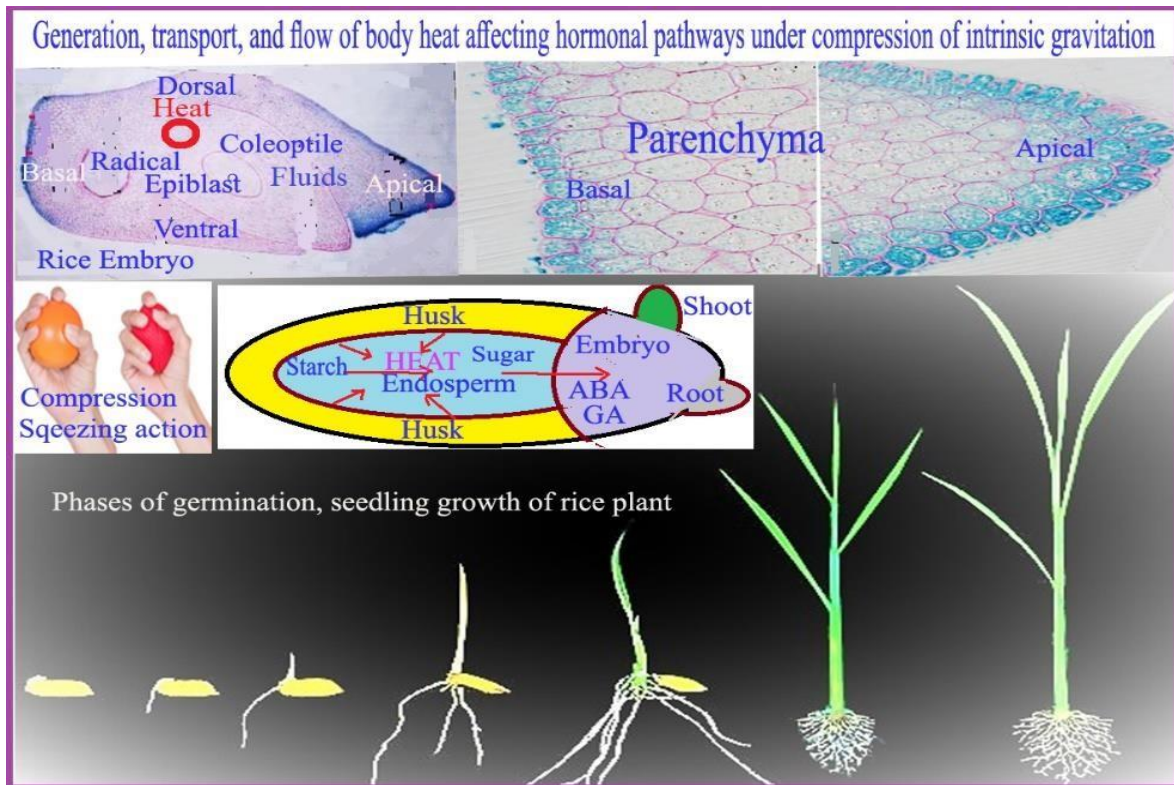 Generation, transport, and flow of body heat affecting hormonal pathways under compression of intrinsic gravitation
Dorsal
Heat
Coleoptile
Basal
Radical
Epiblast
Fluids
Apical
Ventral
Rice Embryo
Parenchyma
Basal
Apical
Compression
Sqeezing action
Husk
Shoot
Starch
HEAT
Sugar
Embryo
Endosperm
ABA
GA
Root
Husk
Phases of germination, seedling growth of rice plant